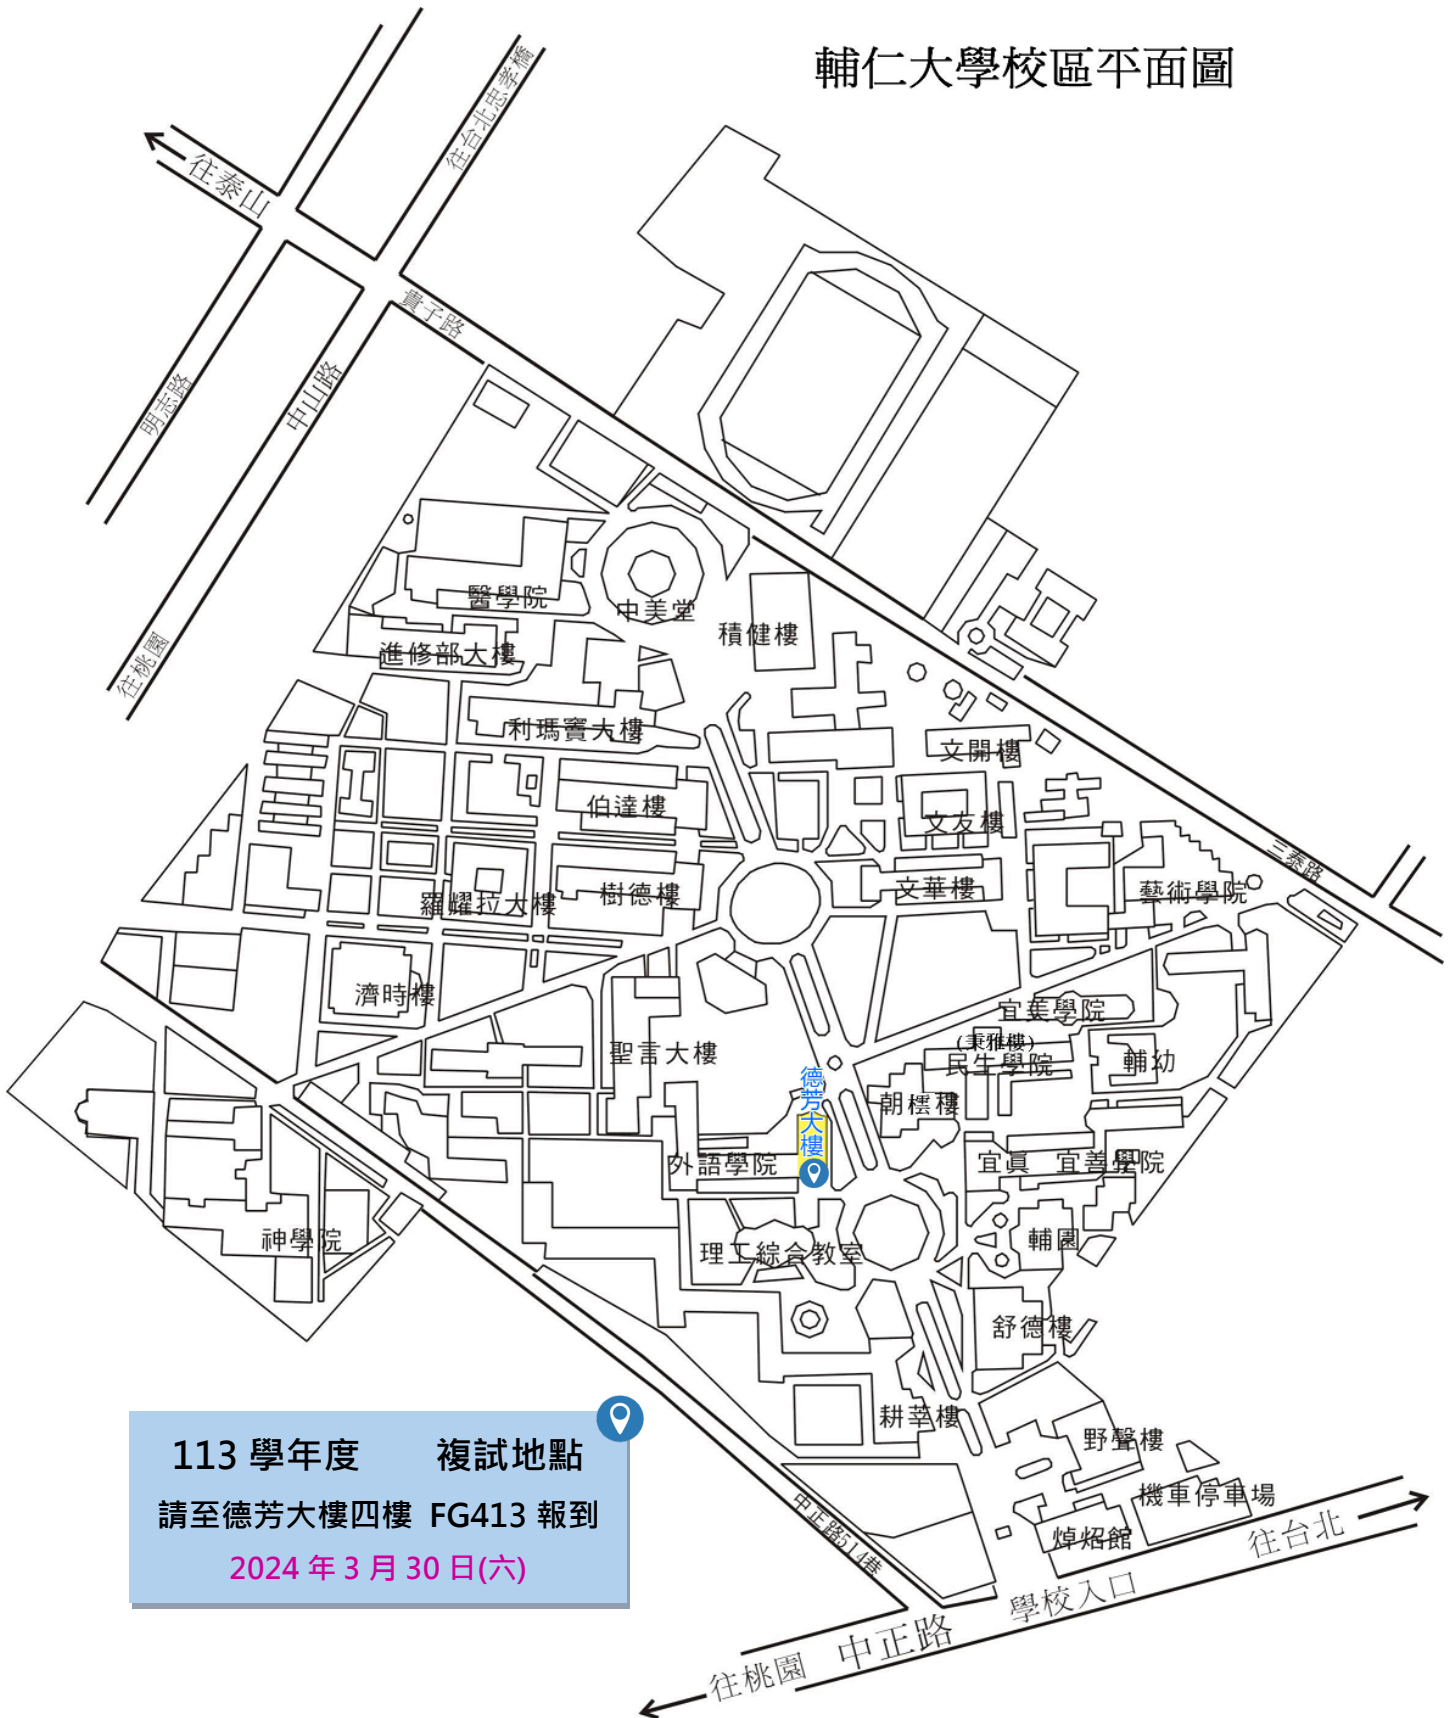 輔仁大學校區平面圖
往台北忠孝橋
往泰山
貴子路
明志路
中山路
往桃園
醫學院
中美堂
積健樓
進修部大樓
利瑪竇大樓
文開樓
伯達樓
文友樓
三泰路
羅耀拉大樓
樹德樓
文華樓
藝術學院
濟時樓
宜美學院
(秉雅樓)
聖言大樓
民生學院
輔幼
德芳大樓
朝橒樓
外語學院
宜真 宜善學院
神學院
理工綜合教室
輔園
舒德樓
耕莘樓
野聲樓
機車停車場
焯炤館
中正路514巷
往台北
學校入口
中正路
往桃園
113 學年度 複試地點
請至德芳大樓四樓 FG413 報到
2024 年 3 月 30 日(六)